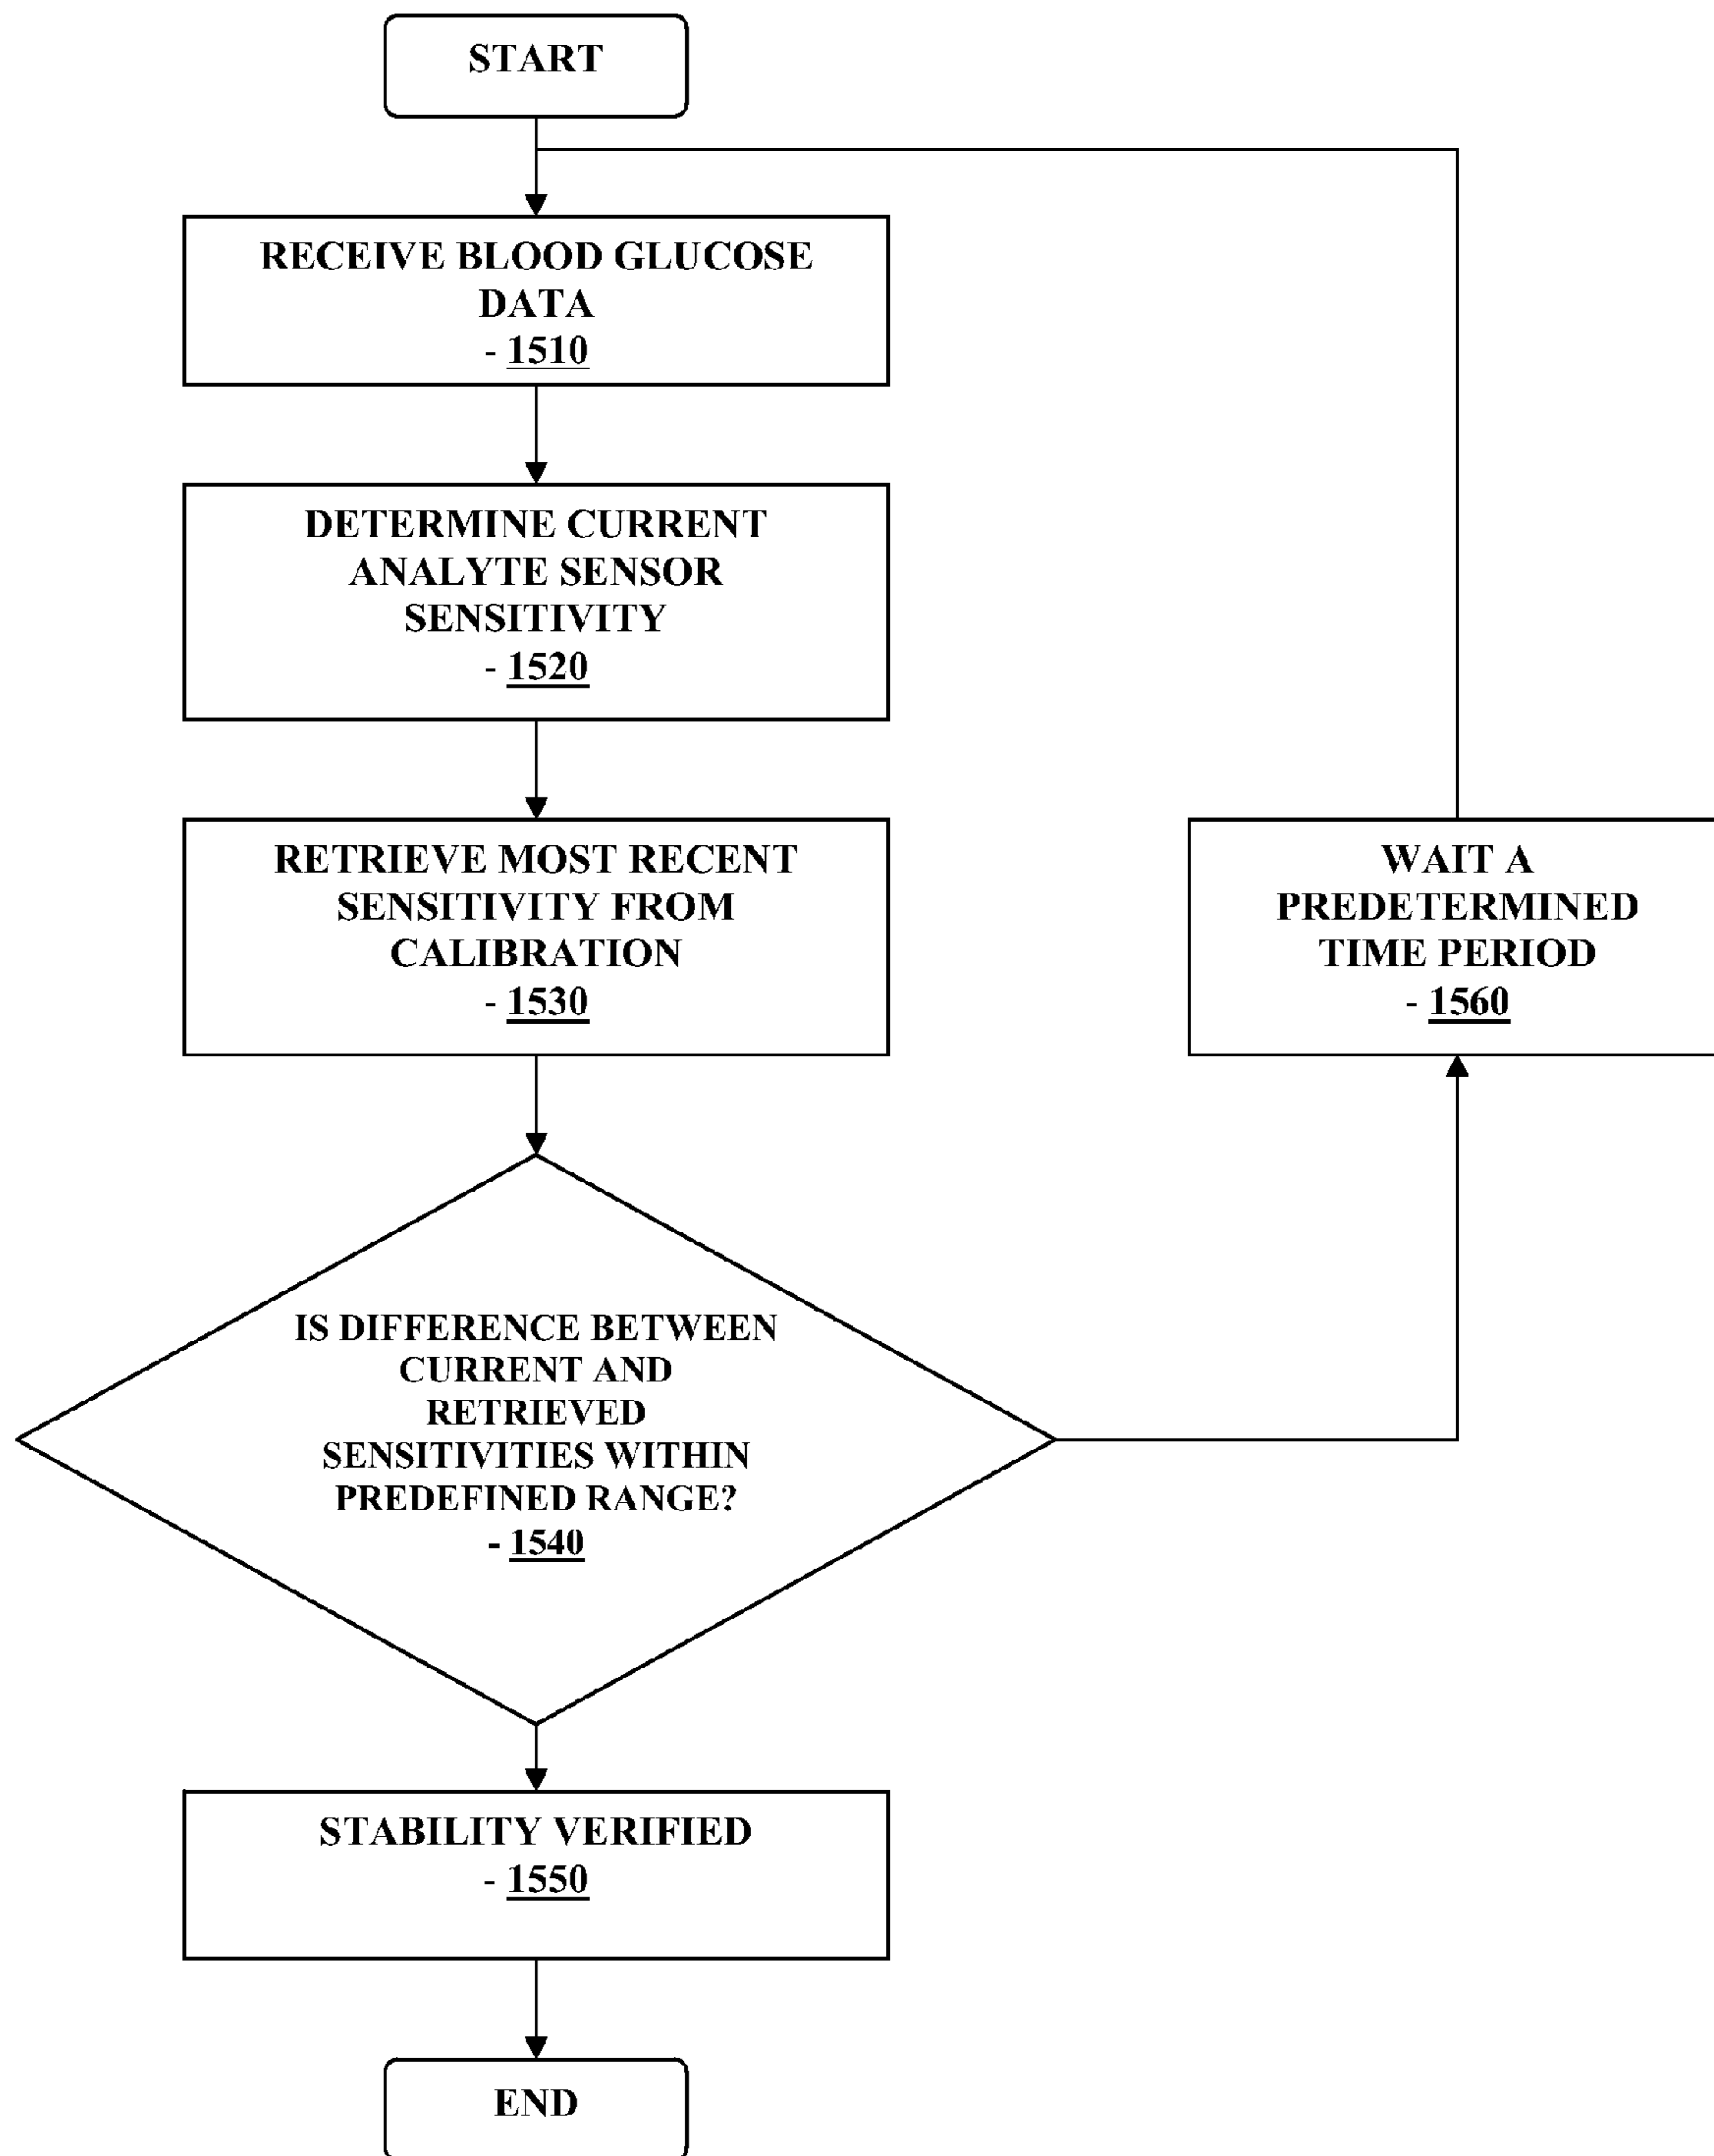 START
RECEIVE BLOOD GLUCOSE
DATA
- 1510
DETERMINE CURRENT
ANALYTE SENSOR
SENSITIVITY
- 1520
RETRIEVE MOST RECENT
SENSITIVITY FROM
CALIBRATION
- 1530
WAIT A
PREDETERMINED
TIME PERIOD
- 1560
IS DIFFERENCE BETWEEN
CURRENT AND
RETRIEVED
SENSITIVITIES WITHIN
PREDEFINED RANGE?
- 1540
STABILITY VERIFIED
- 1550
END